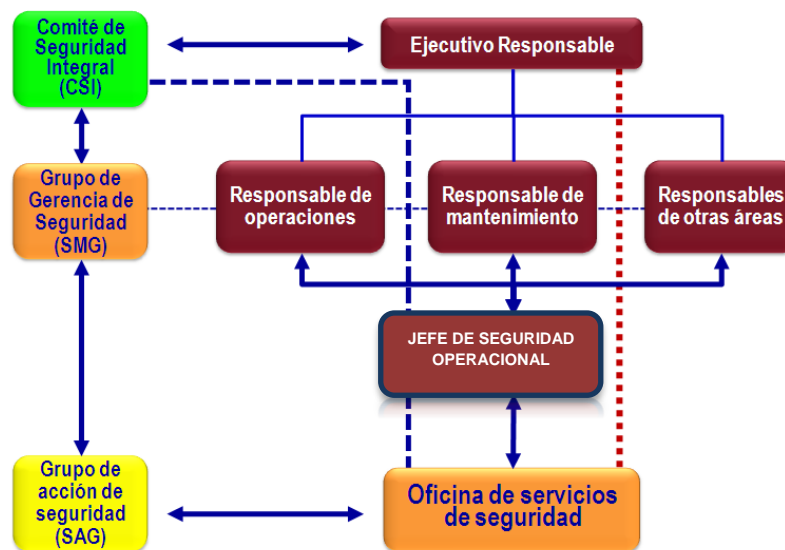 Comité de
Seguridad
Integral
(CSI)
Ejecutivo Responsable
Grupo de
Gerencia de
Seguridad
(SMG)
Responsable de
operaciones
Responsable de
mantenimiento
Responsables
de otras áreas
JEFE DE SEGURIDAD
OPERACIONAL
Grupo de
acción de
seguridad
(SAG)
Oficina de servicios
de seguridad